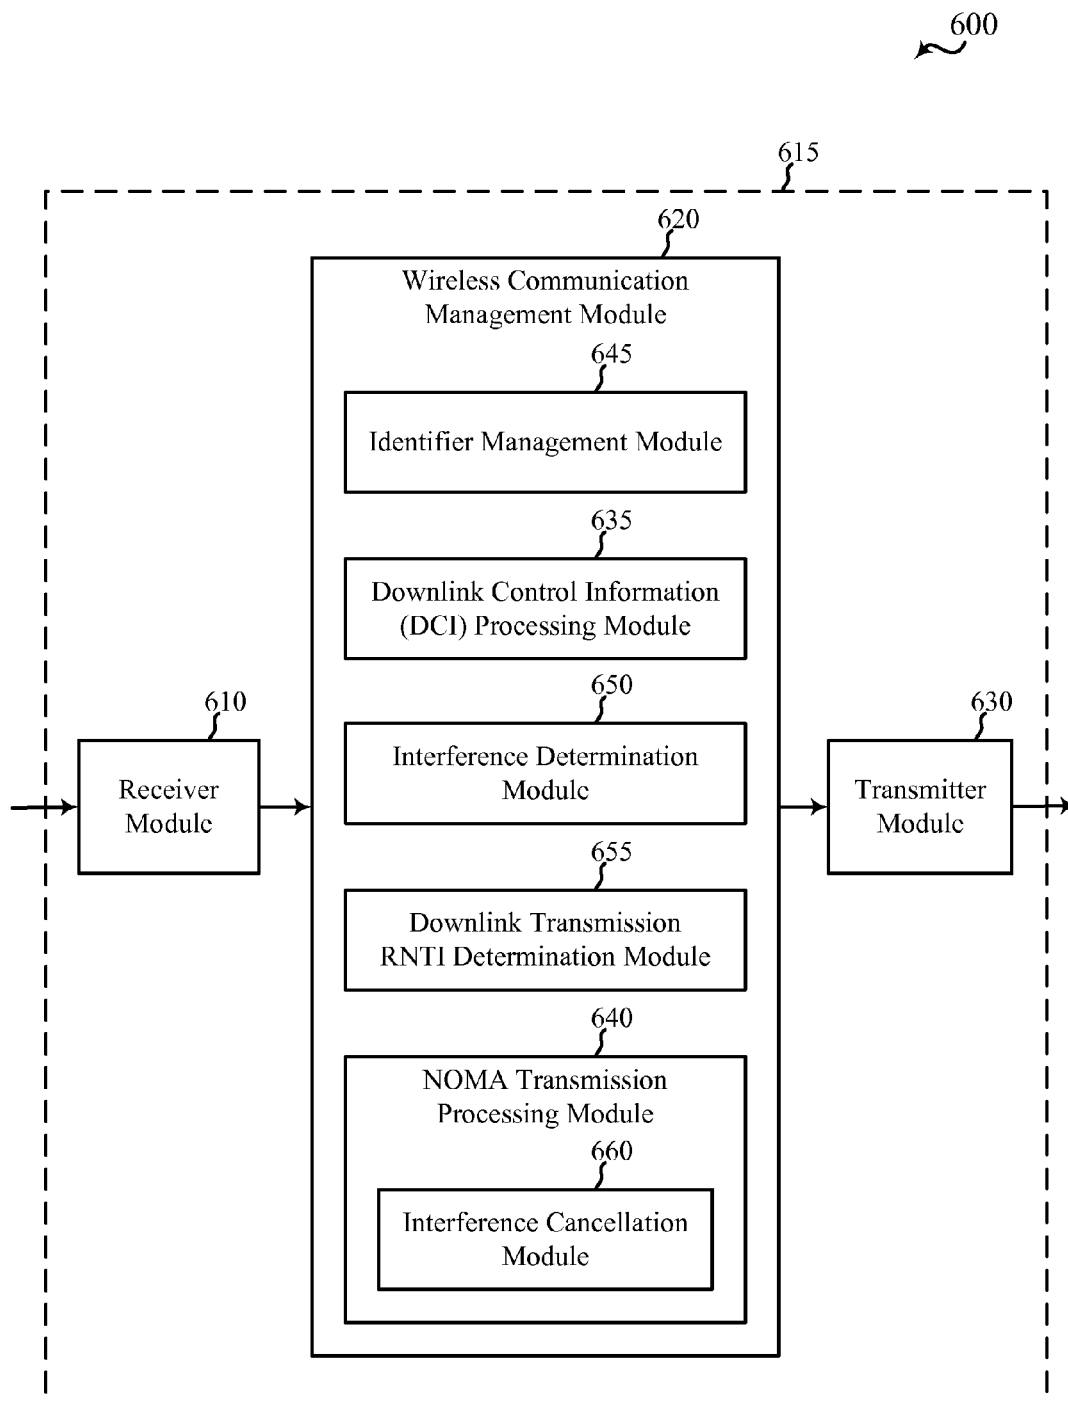 600
615
620
Wireless Communication
Management Module
645
Identifier Management Module
635
Downlink Control Information
(DCI) Processing Module
650
Interference Determination
Module
610
Receiver
Module
630
Transmitter
Module
655
Downlink Transmission
RNTI Determination Module
640
NOMA Transmission
Processing Module
660
Interference Cancellation
Module